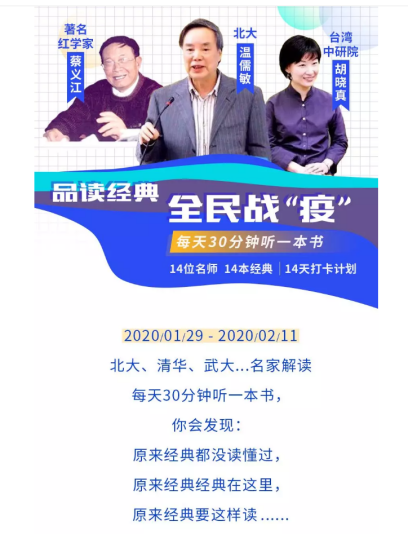 著名
红学家
蔡义江
北大
温儒敏
台湾
中研院
胡晓真
品读经典
全民战“疫”
每天30分钟听一本书
14位名师 14本经典 | 14天打卡计划
2020/01/29 - 2020/02/11
北大、清华、武大...名家解读
每天30分钟听一本书，
你会发现：
原来经典都没读懂过，
原来经典经典在这里，
原来经典要这样读......